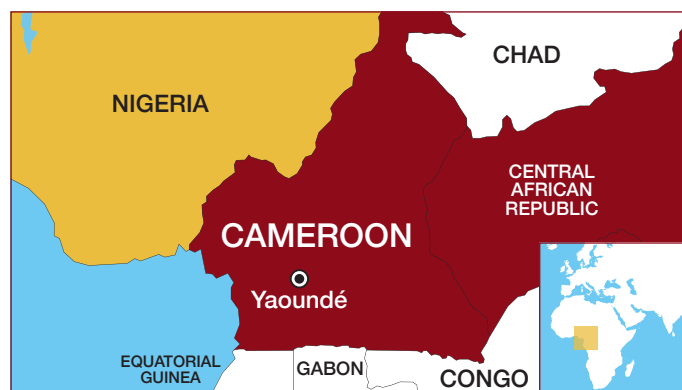 CHAD
NIGERIA
CENTRAL
AFRICAN
REPUBLIC
CAMEROON
Yaoundé
EQUATORIAL
GUINEA
GABON
CONGO